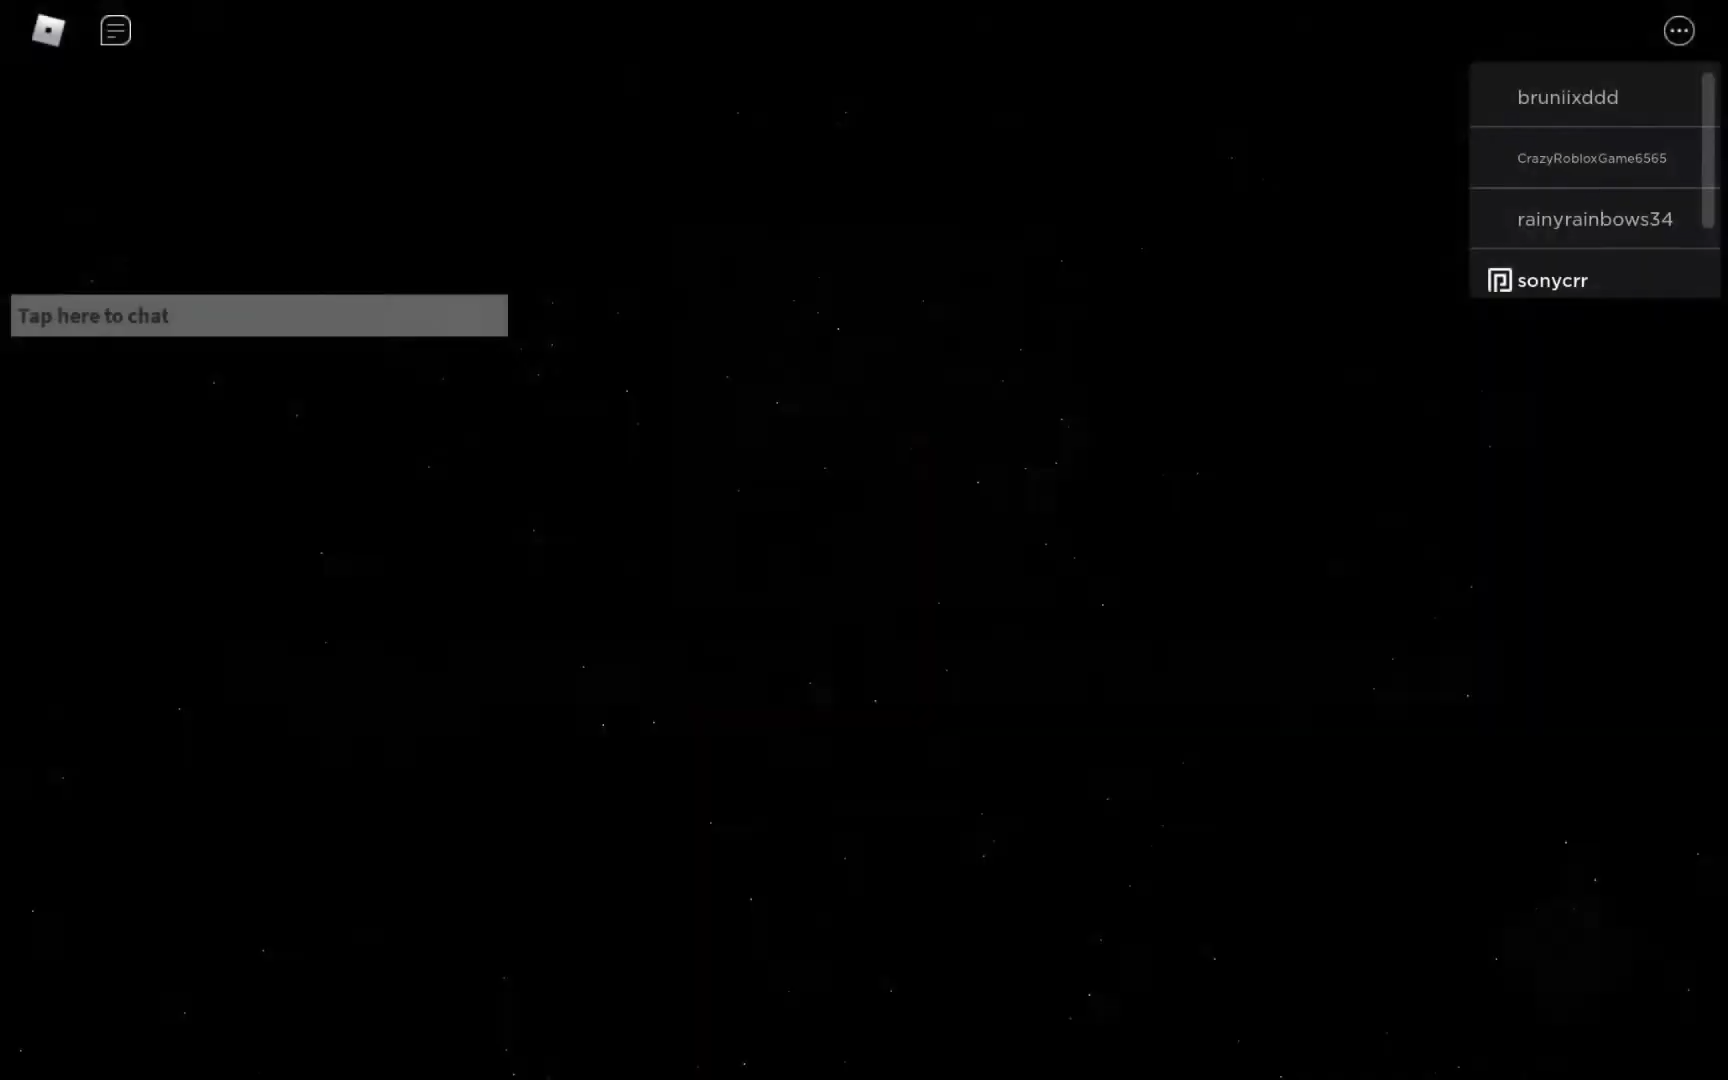 bruniixddd
CrazyRobloxGame6565
rainyrainbows34
sonycrr
Tap here to chat